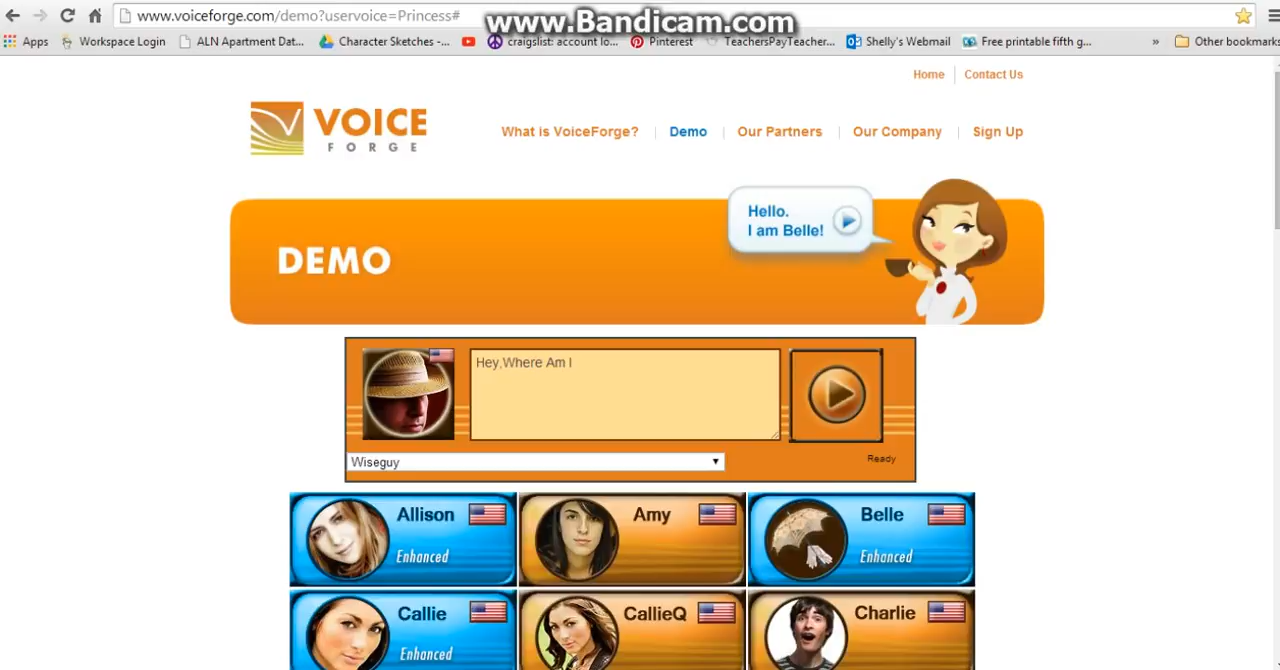 www.voiceforge.com/demo?uservoice=Princess#
www.Bandicam.com
Apps
Workspace Login
ALN Apartment Dat...
Character Sketches -...
craigslist: account lo...
Pinterest
TeachersPayTeacher...
Shelly's Webmail
Free printable fifth g...
»
Other bookmarks
Home
Contact Us
VOICE
FORGE
What is VoiceForge?
Demo
Our Partners
Our Company
Sign Up
Hello.
I am Belle!
DEMO
Hey,Where Am I
Wiseguy
Ready
Allison
Enhanced
Amy
Belle
Enhanced
Callie
Enhanced
CallieQ
Charlie